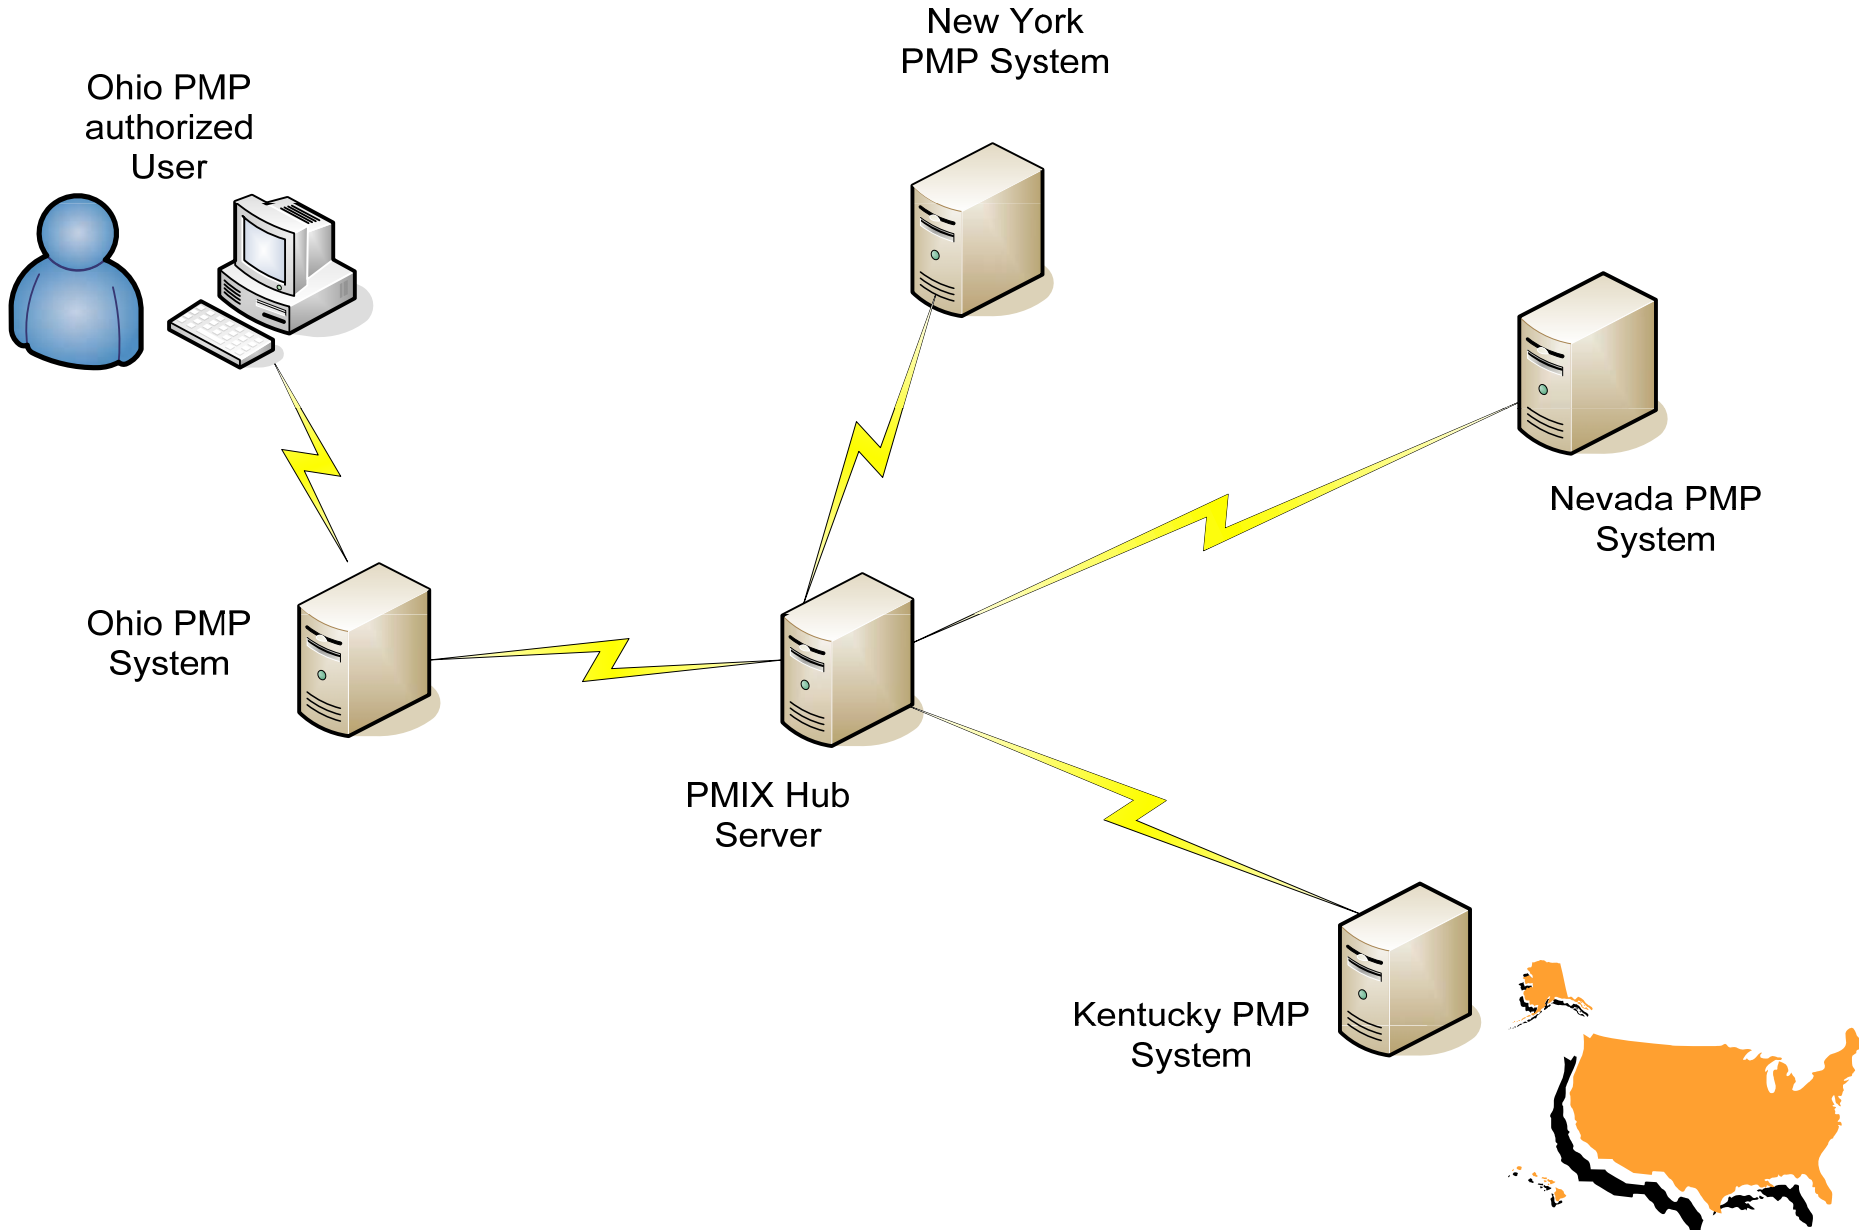 New York
PMP System
Ohio PMP
authorized
User
Nevada PMP
System
Ohio PMP
System
PMIX Hub
Server
Kentucky PMP
System